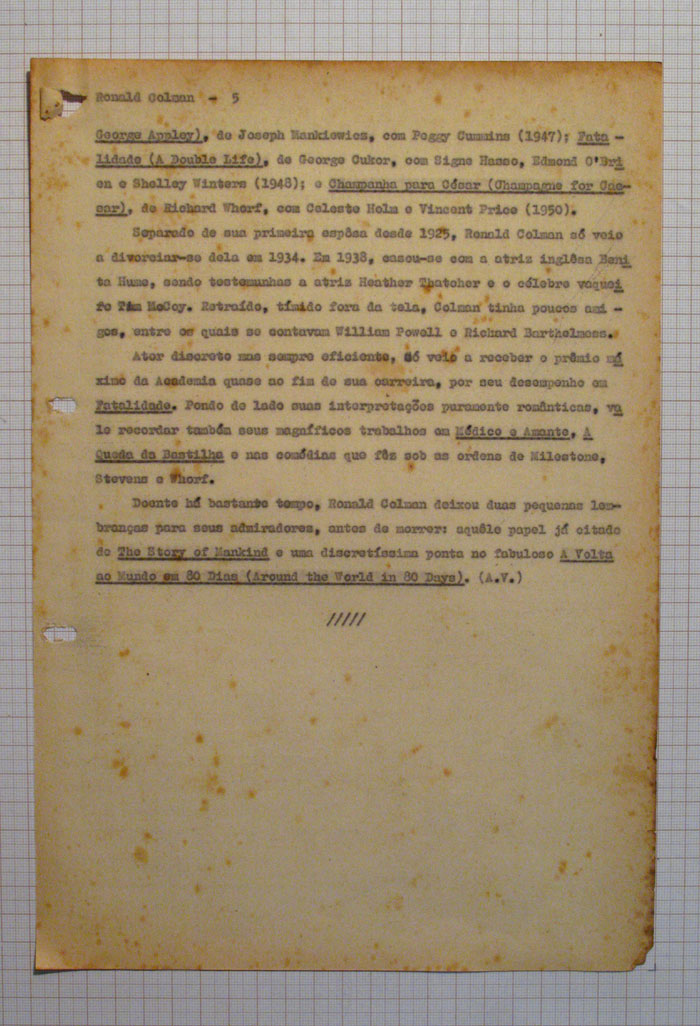 Ronald Colman - 5
George Appley), de Joseph Mankiewicz, com Peggy Cummins (1947); Fata -
lidade (A Double Life), de George Cukor, com Signe Hasso, Edmond O'Bri
en e Shelley Winters (1948); e Champanha para César (Champagne for Cae-
sar), de Richard Whorf, com Celeste Holm e Vincent Price (1950).
Separado de sua primeira espôsa desde 1925, Ronald Colman só veio
a divorciar-se dela em 1934. Em 1938, casou-se com a atriz inglêsa Beni
ta Hume, sendo testemunhas a atriz Heather Thatcher e o célebre vaquei
ro Tim McCoy. Retraído, tímido fora da tela, Colman tinha poucos ami -
gos, entre os quais se contavam William Powell e Richard Barthelmess.
Ator discreto mas sempre eficiente, só veio a receber o prêmio má
ximo da Academia quase ao fim de sua carreira, por seu desempenho em
Fatalidade. Pondo de lado suas interpretações puramente românticas, va
le recordar também seus magníficos trabalhos em Médico e Amante, A
Queda da Bastilha e nas comédias que fês sob as ordens de Milestone,
Stevens e Whorf.
Doente há bastante tempo, Ronald Colman deixou duas pequenas lem-
branças para seus admiradores, antes de morrer: aquêle papel já citado
de The Story of Mankind e uma discretíssima ponta no fabuloso A Volta
ao Mundo em 80 Dias (Around the World in 80 Days). (A.V.)
/////